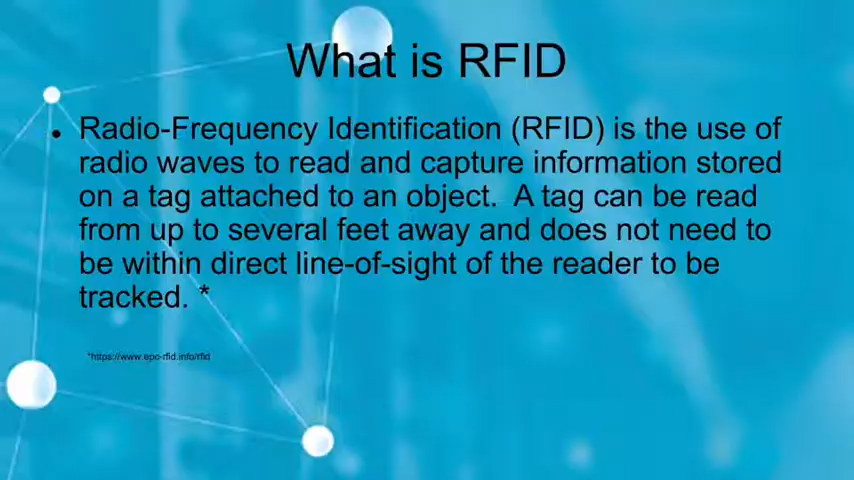 What is RFID
• Radio-Frequency Identification (RFID) is the use of
radio waves to read and capture information stored
on a tag attached to an object.  A tag can be read
from up to several feet away and does not need to
be within direct line-of-sight of the reader to be
tracked. *
*https://www.epc-rfid.info/rfid